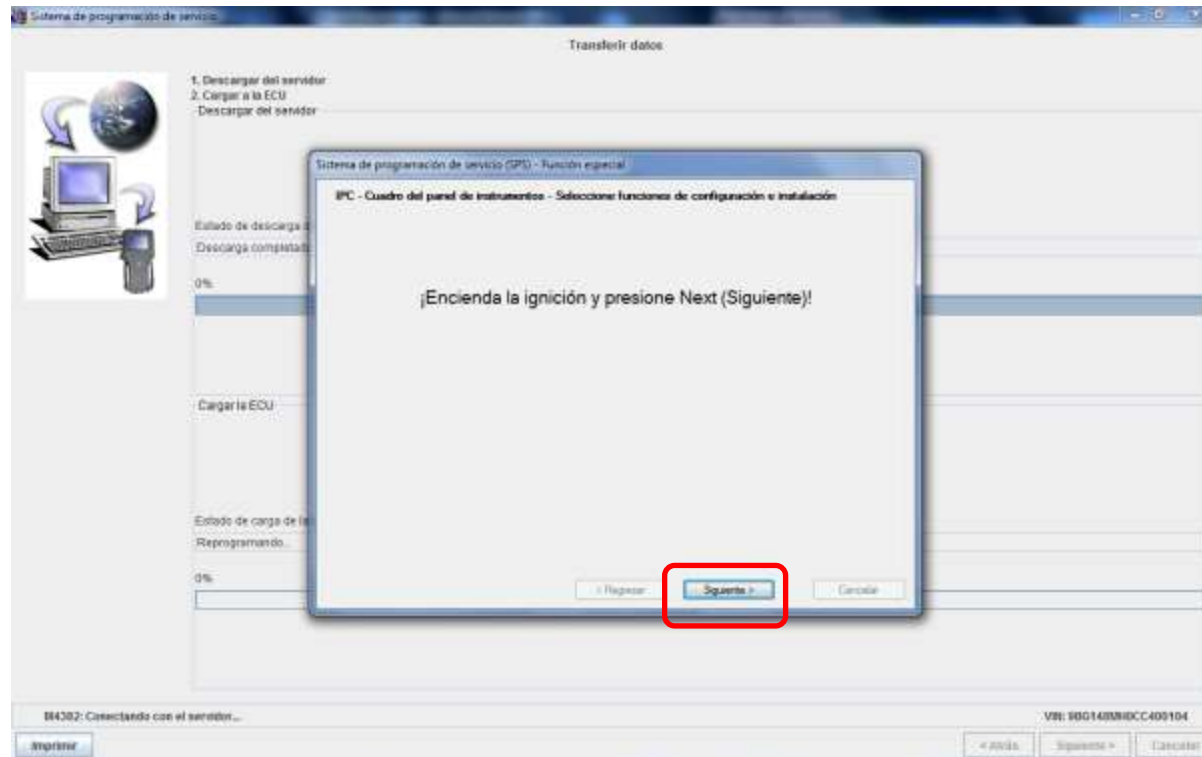 Sistema de programación de servicio
Transferir datos
1. Descargar del servidor
2. Cargar a la ECU
Descargar del servidor
Sistema de programación de servicio (SPS) - Función especial
IPC - Cuadro del panel de instrumentos - Seleccione funciones de configuración e instalación
Estado de descarga
Descarga completada
0%
¡Encienda la ignición y presione Next (Siguiente)!
Cargar la ECU
Estado de carga de la
Reprogramando...
0%
< Regresar
Siguiente >
Cancelar
Conectando con el servidor...
VIN:
Imprimir
< Atrás
Siguiente >
Cancelar